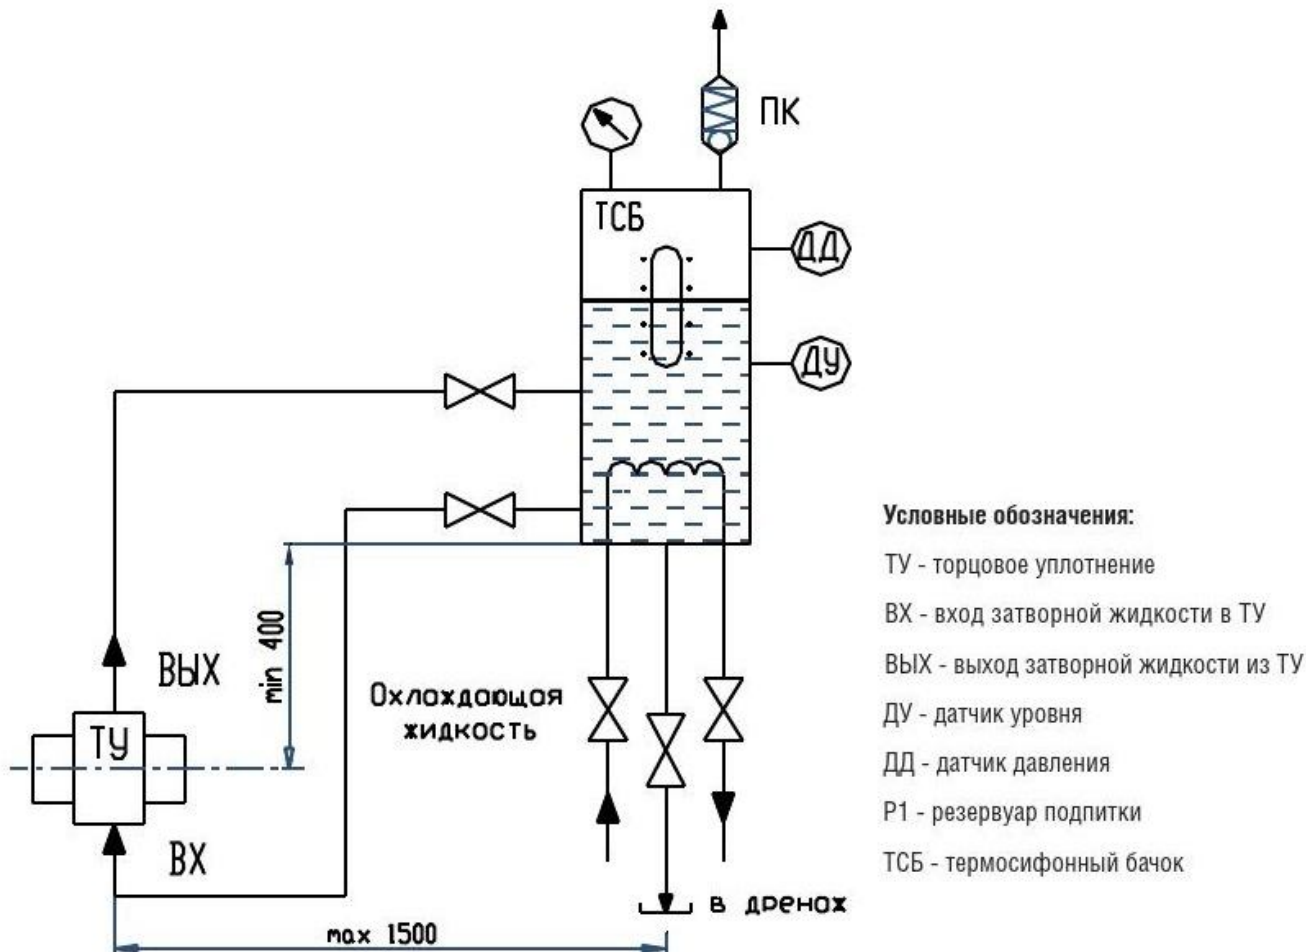 ПК
ТСБ
ДД
ДУ
min 400
ВЫХ
Охлаждающая
жидкость
ТУ
ВХ
в дренаж
max 1500
Условные обозначения:
ТУ - торцовое уплотнение
ВХ - вход затворной жидкости в ТУ
ВЫХ - выход затворной жидкости из ТУ
ДУ - датчик уровня
ДД - датчик давления
Р1 - резервуар подпитки
ТСБ - термосифонный бачок